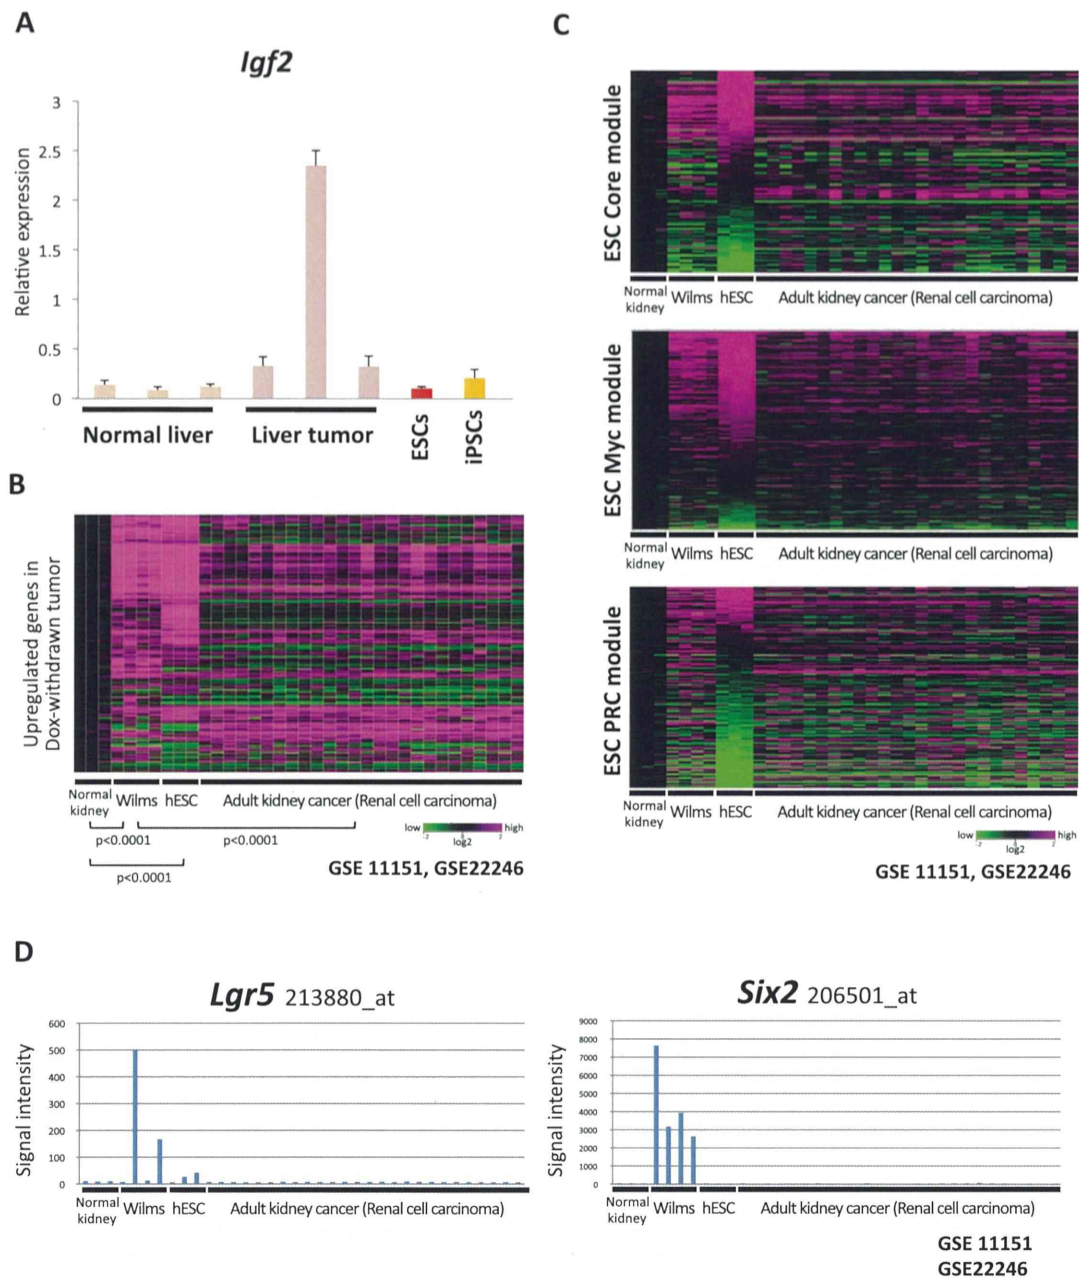 A
Igf2
Relative expression
3
2.5
2
1.5
1
0.5
0
Normal liver
Liver tumor
ESCs
iPSCs
B
Upregulated genes in
Dox-withdrawn tumor
Normal
kidney
Wilms
hESC
Adult kidney cancer (Renal cell carcinoma)
p<0.0001
p<0.0001
p<0.0001
low
high
log2
GSE 11151, GSE22246
C
ESC Core module
Normal
kidney
Wilms
hESC
Adult kidney cancer (Renal cell carcinoma)
ESC Myc module
Normal
kidney
Wilms
hESC
Adult kidney cancer (Renal cell carcinoma)
ESC PRC module
Normal
kidney
Wilms
hESC
Adult kidney cancer (Renal cell carcinoma)
low
high
log2
GSE 11151, GSE22246
D
Lgr5 213880_at
Signal intensity
600
500
400
300
200
100
0
Normal
kidney
Wilms
hESC
Adult kidney cancer (Renal cell carcinoma)
Six2 206501_at
Signal intensity
9000
8000
7000
6000
5000
4000
3000
2000
1000
0
Normal
kidney
Wilms
hESC
Adult kidney cancer (Renal cell carcinoma)
GSE 11151
GSE22246